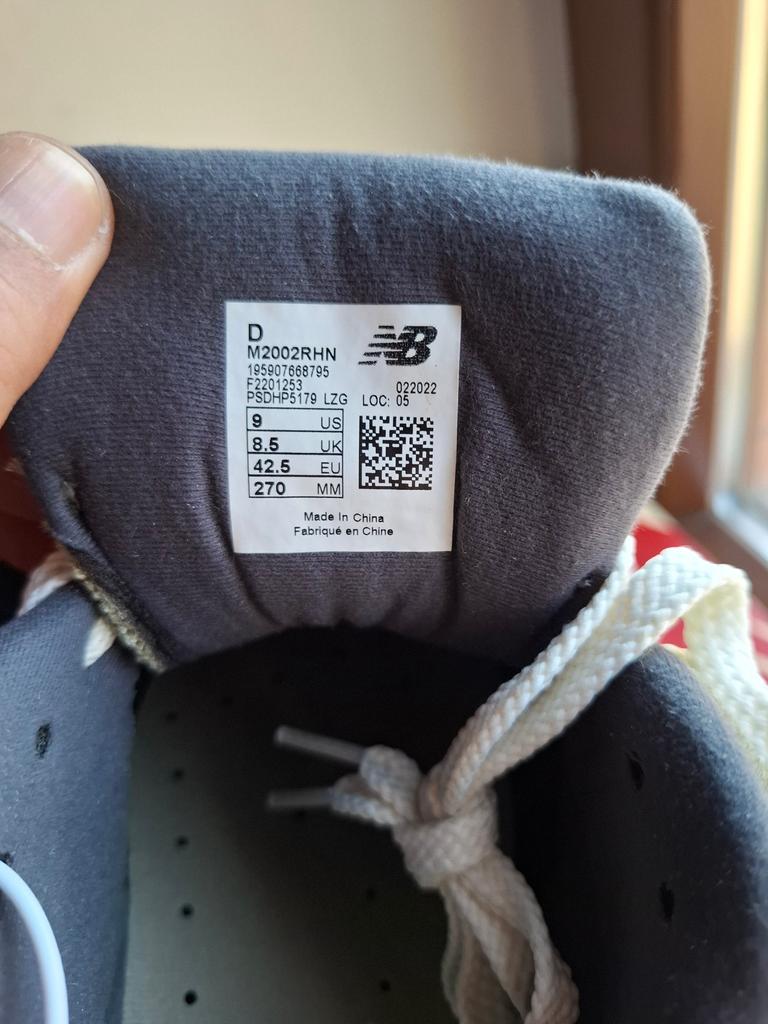 D
M2002RHN
NB
195907668795
F2201253
022022
PSDHP5179 LZG LOC: 05
9 US
8.5 UK
42.5 EU
270 MM
Made In China
Fabriqué en Chine